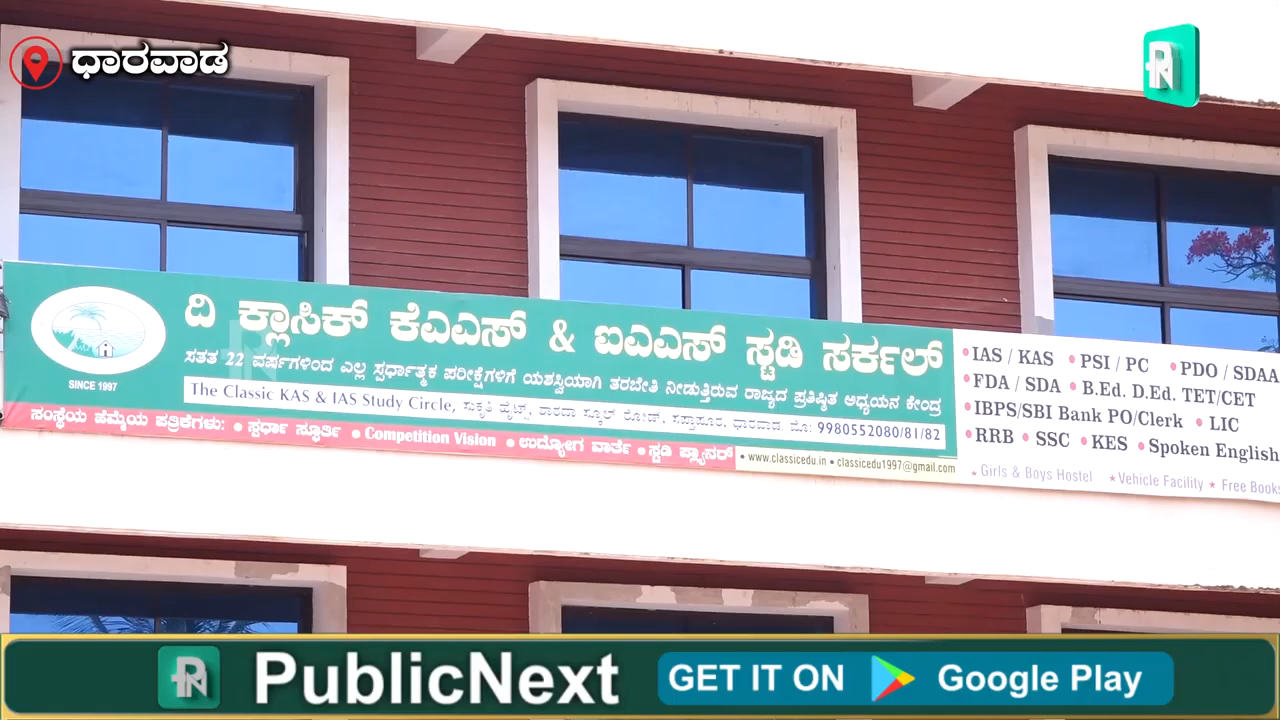 ಧಾರವಾಡ
ದಿ ಕ್ಲಾಸಿಕ್ ಕೆಎಎಸ್ & ಐಎಎಸ್ ಸ್ಟಡಿ ಸರ್ಕಲ್
ಸತತ 22 ವರ್ಷಗಳಿಂದ ಎಲ್ಲ ಸ್ಪರ್ಧಾತ್ಮಕ ಪರೀಕ್ಷೆಗಳಿಗೆ ಯಶಸ್ವಿಯಾಗಿ ತರಬೇತಿ ನೀಡುತ್ತಿರುವ ರಾಜ್ಯದ ಪ್ರತಿಷ್ಠಿತ ಅಧ್ಯಯನ ಕೇಂದ್ರ
SINCE 1997
The Classic KAS & IAS Study Circle, ಸುಕೃತಿ ಹೈಟ್ಸ್, ಶಾರದಾ ಸ್ಕೂಲ್ ರೋಡ್, ಸಪ್ತಾಪೂರ, ಧಾರವಾಡ ಮೊ: 9980552080/81/82
ಸಂಸ್ಥೆಯ ಹೆಮ್ಮೆಯ ಪತ್ರಿಕೆಗಳು: • ಸ್ಪರ್ಧಾ ಸ್ಫೂರ್ತಿ • Competition Vision • ಉದ್ಯೋಗ ವಾರ್ತೆ • ಸ್ಟಡಿ ಪ್ಲ್ಯಾನರ್ • www.classicedu.in • classicedu1997@gmail.com
• IAS / KAS • PSI / PC • PDO / SDAA
• FDA / SDA • B.Ed. D.Ed. TET/CET
• IBPS/SBI Bank PO/Clerk • LIC
• RRB • SSC • KES • Spoken English
★ Girls & Boys Hostel ★ Vehicle Facility ★ Free Books
PublicNext
GET IT ON Google Play